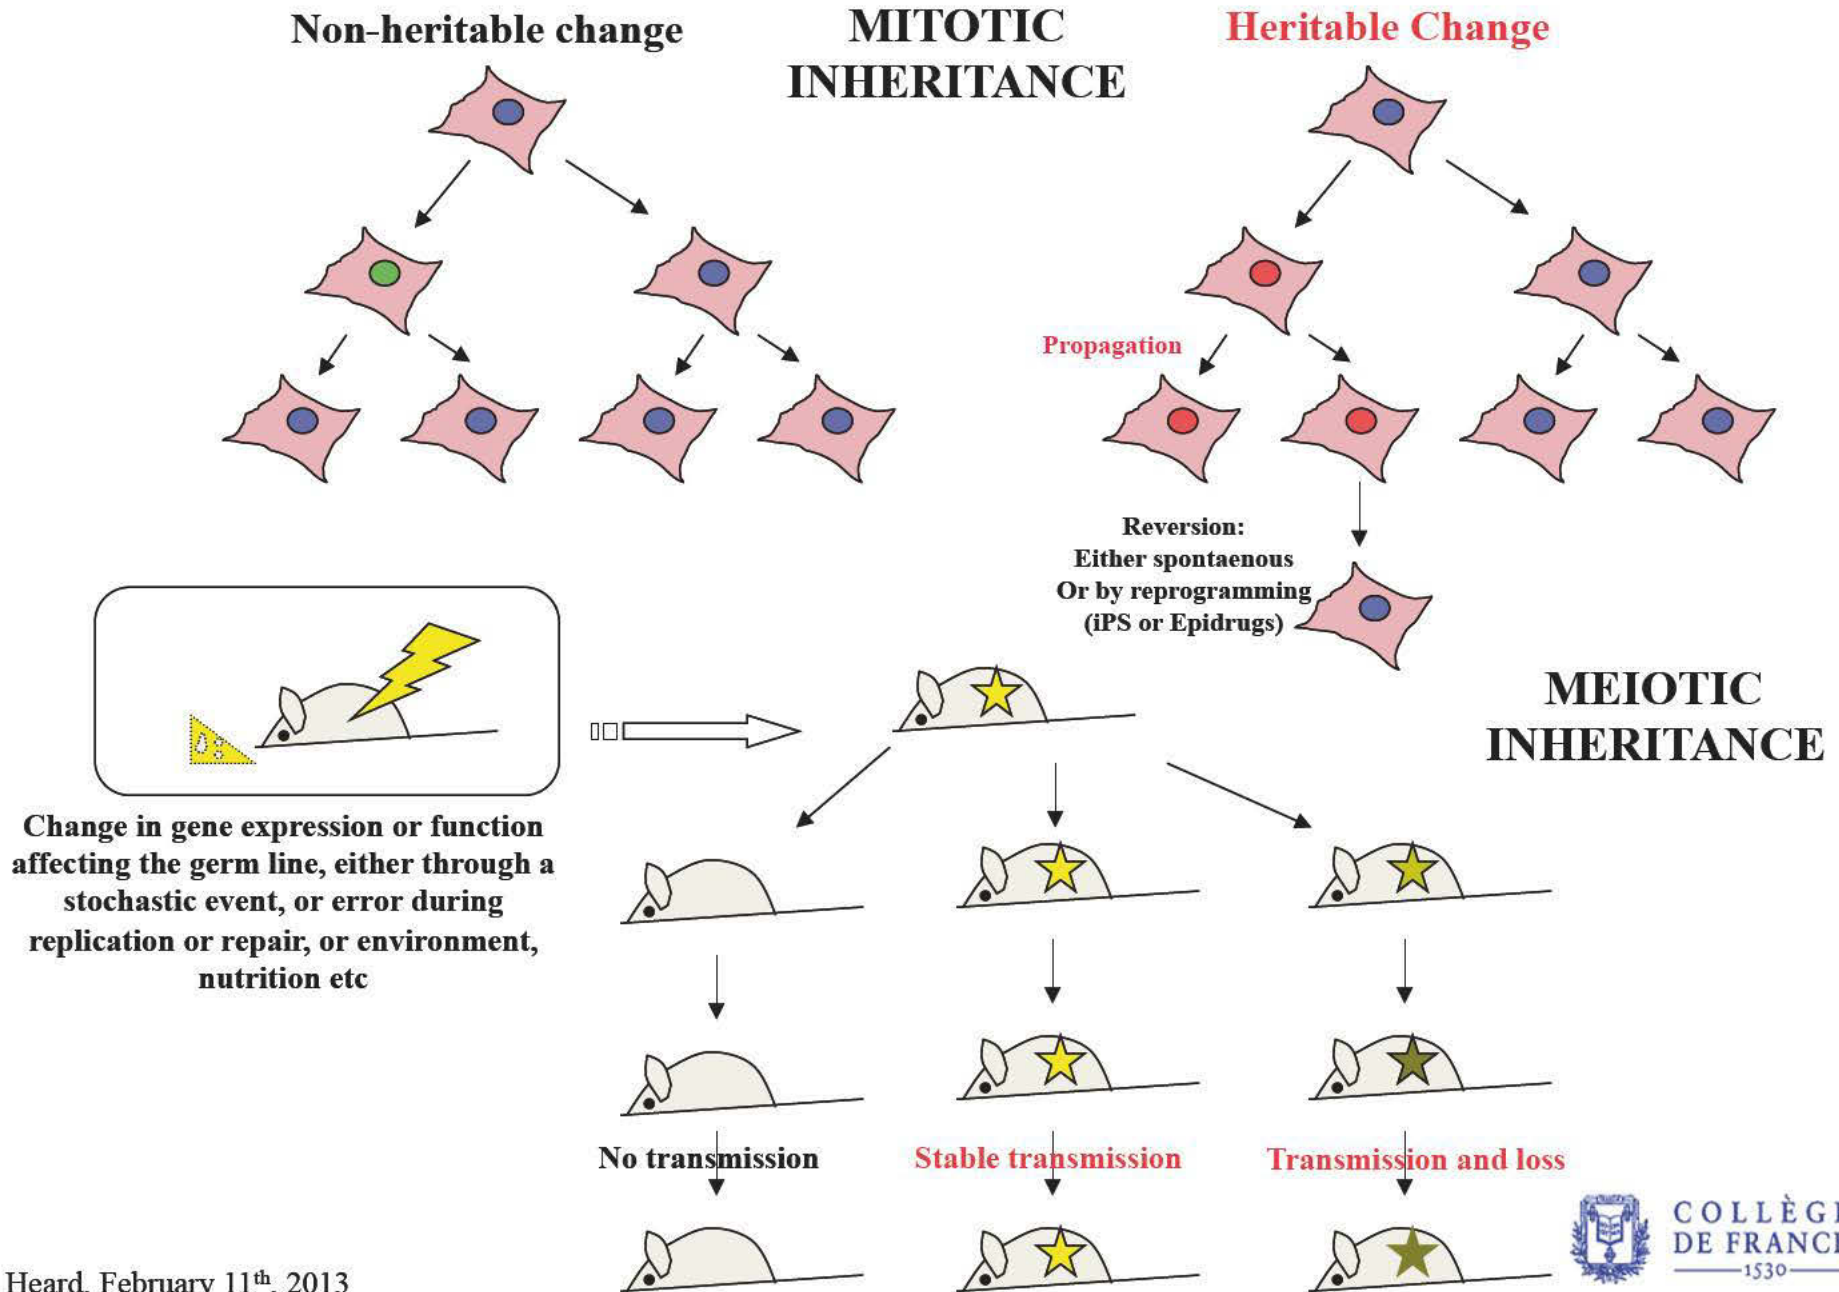 Non-heritable change
MITOTIC
INHERITANCE
Heritable Change
Propagation
Reversion:
Either spontaenous
Or by reprogramming
(iPS or Epidrugs)
MEIOTIC
INHERITANCE
Change in gene expression or function
affecting the germ line, either through a
stochastic event, or error during
replication or repair, or environment,
nutrition etc
No transmission
Stable transmission
Transmission and loss
Heard, February 11th, 2013
COLLÈGE
DE FRANCE
1530